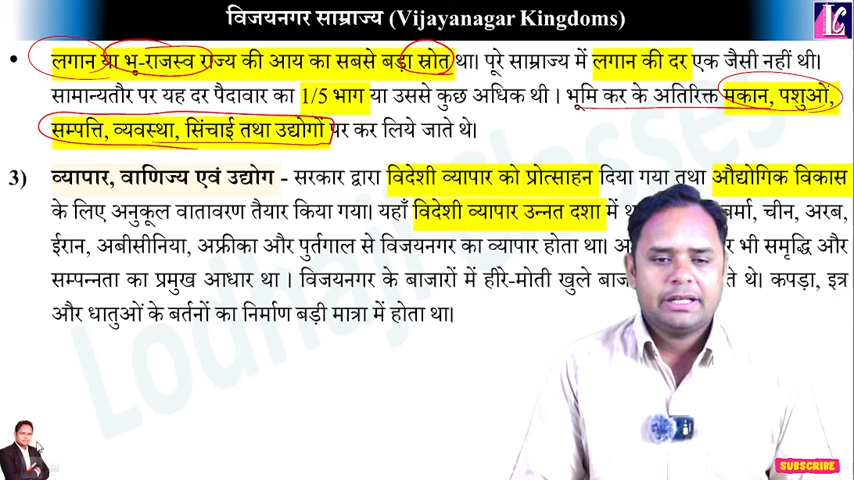 विजयनगर साम्राज्य (Vijayanagar Kingdoms)
LC
• लगान या भू-राजस्व राज्य की आय का सबसे बड़ा स्रोत था। पूरे साम्राज्य में लगान की दर एक जैसी नहीं थी।
सामान्यतौर पर यह दर पैदावार का 1/5 भाग या उससे कुछ अधिक थी। भूमि कर के अतिरिक्त मकान, पशुओं,
सम्पत्ति, व्यवस्था, सिंचाई तथा उद्योगों पर कर लिये जाते थे।
3) व्यापार, वाणिज्य एवं उद्योग - सरकार द्वारा विदेशी व्यापार को प्रोत्साहन दिया गया तथा औद्योगिक विकास
के लिए अनुकूल वातावरण तैयार किया गया। यहाँ विदेशी व्यापार उन्नत दशा में बर्मा, चीन, अरब,
ईरान, अबीसीनिया, अफ्रीका और पुर्तगाल से विजयनगर का व्यापार होता था। भी समृद्धि और
सम्पन्नता का प्रमुख आधार था । विजयनगर के बाजारों में हीरे-मोती खुले थे। कपड़ा, इत्र
और धातुओं के बर्तनों का निर्माण बड़ी मात्रा में होता था।
Lodhaji Classes
SUBSCRIBE